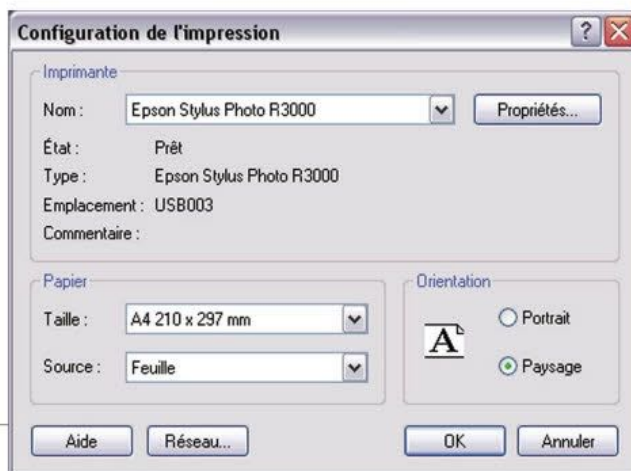 Configuration de l'impression
Imprimante
Nom : Epson Stylus Photo R3000 Propriétés...
État : Prêt
Type : Epson Stylus Photo R3000
Emplacement : USB003
Commentaire :
Papier
Taille : A4 210 x 297 mm
Source : Feuille
Orientation
A
Portrait
Paysage
Aide Réseau... OK Annuler